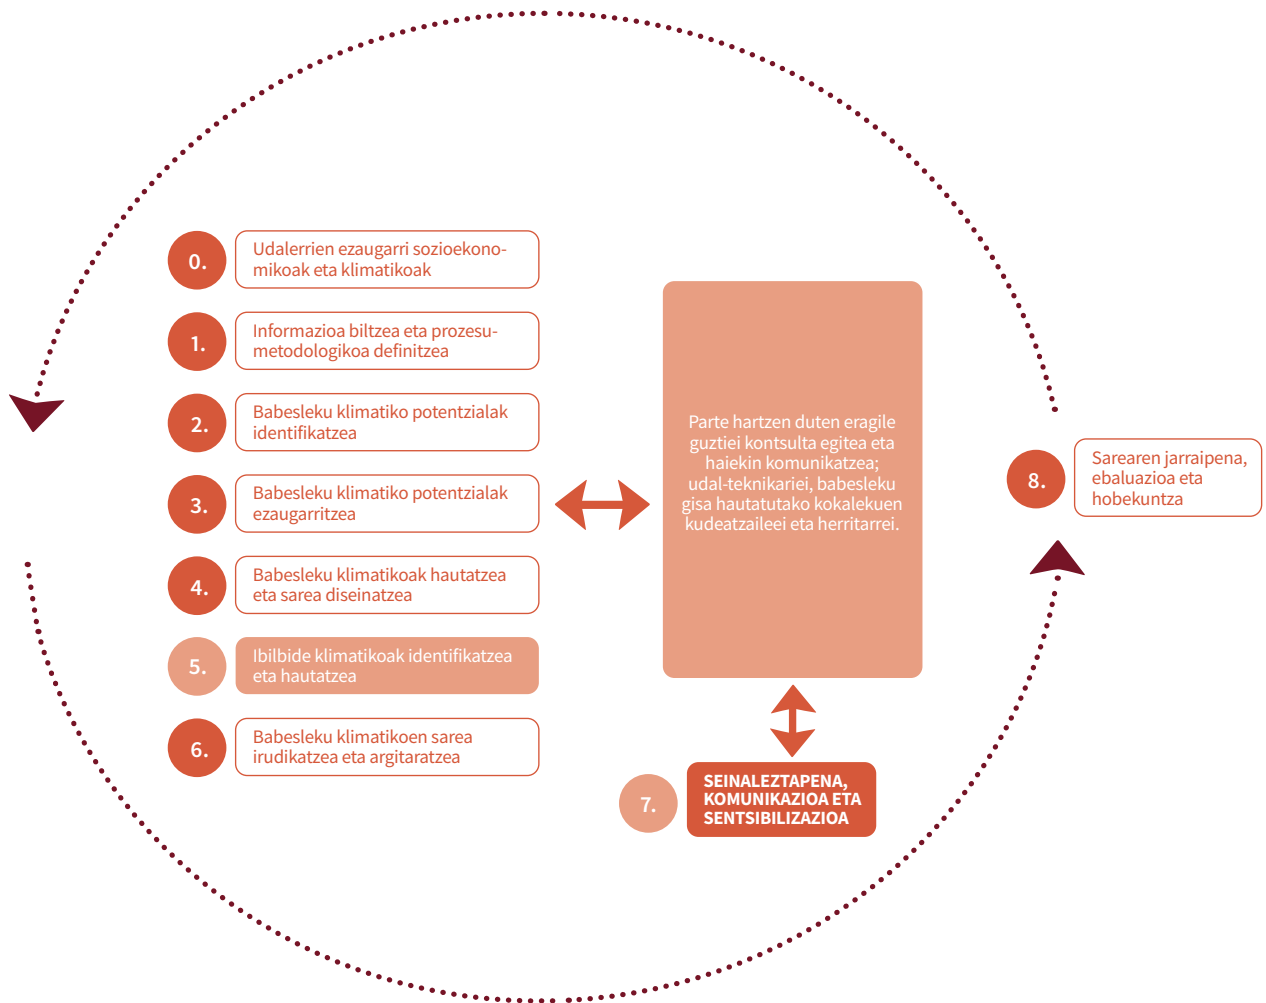 0.
Udalerrien ezaugarri sozioekono-
mikoak eta klimatikoak
1.
Informazioa biltzea eta prozesu-
metodologikoa definitzea
2.
Babesleku klimatiko potentzialak
identifikatzea
3.
Babesleku klimatiko potentzialak
ezaugarritzea
4.
Babesleku klimatikoak hautatzea
eta sarea diseinatzea
5.
Ibilbide klimatikoak identifikatzea
eta hautatzea
6.
Babesleku klimatikoen sarea
irudikatzea eta argitaratzea
Parte hartzen duten eragile
guztiei kontsulta egitea eta
haiekin komunikatzea;
udal-teknikariei, babesleku
gisa hautatutako kokalekuen
kudeatzaileei eta herritarrei.
7.
SEINALEZTAPENA,
KOMUNIKAZIOA ETA
SENTSIBILIZAZIOA
8.
Sarearen jarraipena,
ebaluazioa eta
hobekuntza